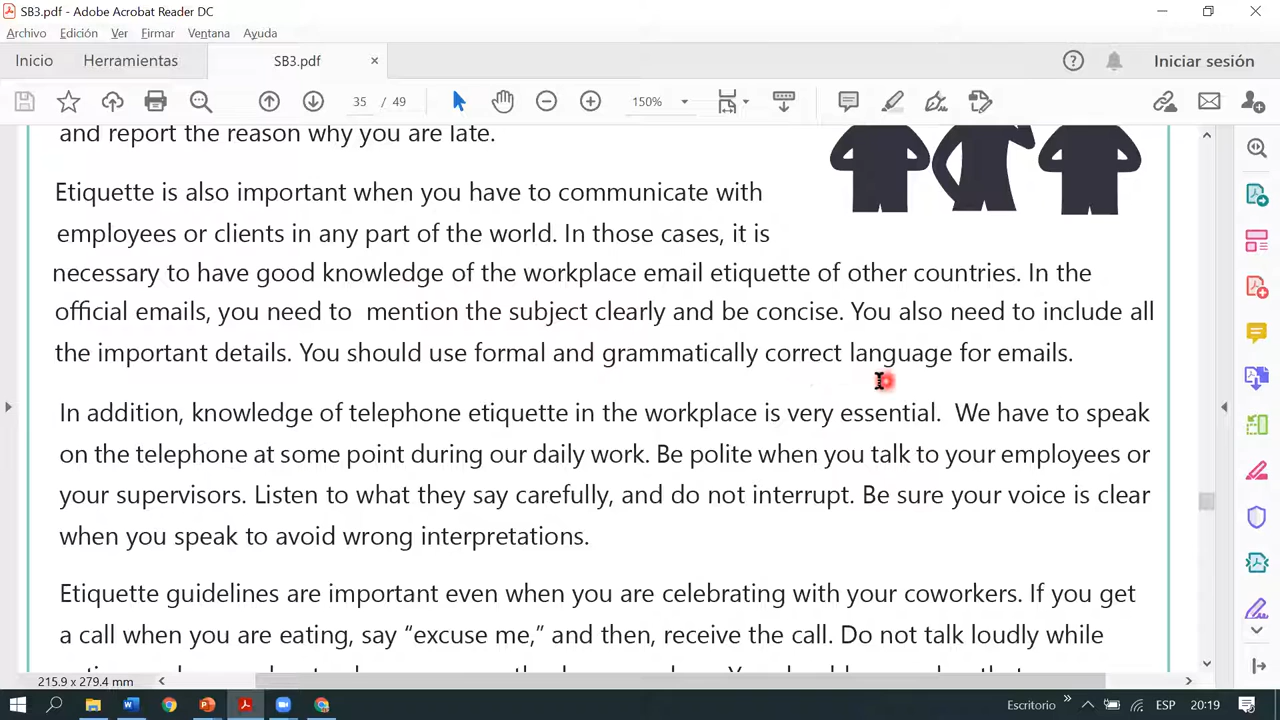 SB3.pdf - Adobe Acrobat Reader DC
Archivo Edición Ver Firmar Ventana Ayuda
Inicio Herramientas SB3.pdf × Iniciar sesión
35 / 49 150%
and report the reason why you are late.
Etiquette is also important when you have to communicate with
employees or clients in any part of the world. In those cases, it is
necessary to have good knowledge of the workplace email etiquette of other countries. In the
official emails, you need to mention the subject clearly and be concise. You also need to include all
the important details. You should use formal and grammatically correct language for emails.
In addition, knowledge of telephone etiquette in the workplace is very essential. We have to speak
on the telephone at some point during our daily work. Be polite when you talk to your employees or
your supervisors. Listen to what they say carefully, and do not interrupt. Be sure your voice is clear
when you speak to avoid wrong interpretations.
Etiquette guidelines are important even when you are celebrating with your coworkers. If you get
a call when you are eating, say “excuse me,” and then, receive the call. Do not talk loudly while
215.9 x 279.4 mm
Escritorio » ESP 20:19